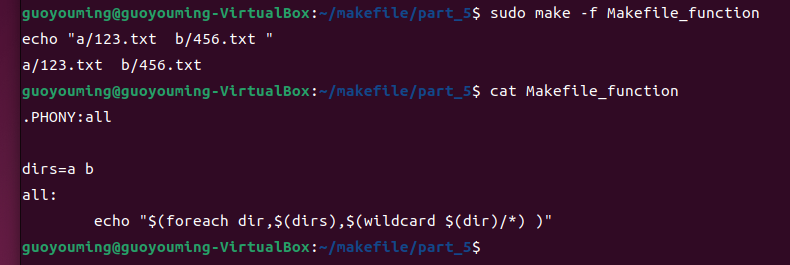 guoyouming@guoyouming-VirtualBox:~/makefile/part_5$ sudo make -f Makefile_function
echo "a/123.txt  b/456.txt "
a/123.txt  b/456.txt
guoyouming@guoyouming-VirtualBox:~/makefile/part_5$ cat Makefile_function
.PHONY:all

dirs=a b
all:
        echo "$(foreach dir,$(dirs),$(wildcard $(dir)/*) )"
guoyouming@guoyouming-VirtualBox:~/makefile/part_5$